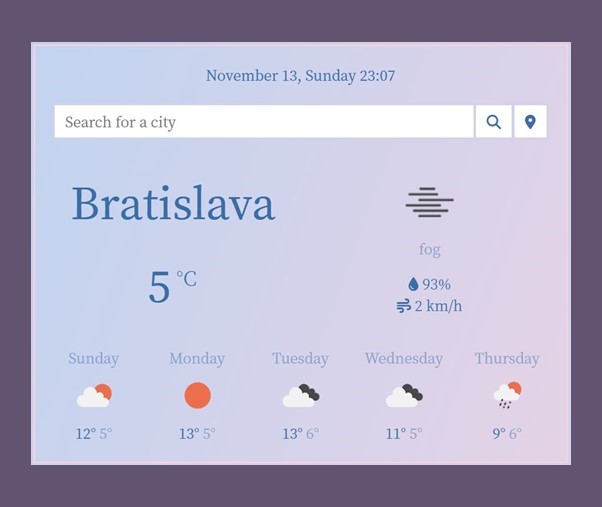 November 13, Sunday 23:07
Search for a city
Bratislava
5 °C
fog
93%
2 km/h
Sunday Monday Tuesday Wednesday Thursday
12° 5° 13° 5° 13° 6° 11° 5° 9° 6°